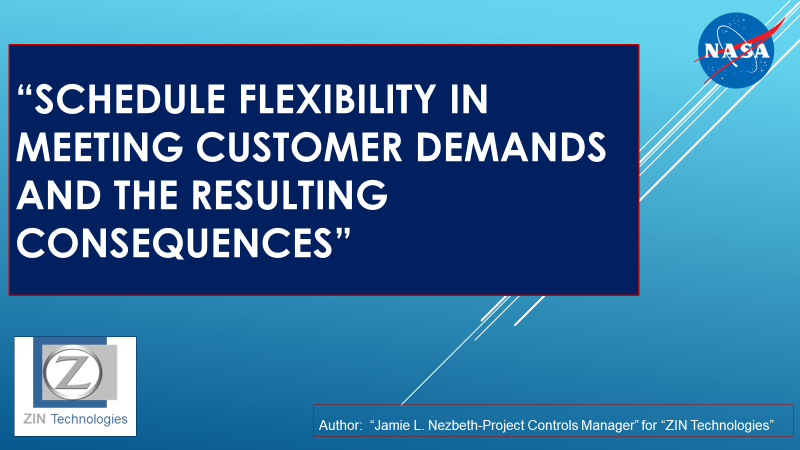 NASA
“SCHEDULE FLEXIBILITY IN
MEETING CUSTOMER DEMANDS
AND THE RESULTING
CONSEQUENCES”
Z
ZIN Technologies
Author:  “Jamie L. Nezbeth-Project Controls Manager” for “ZIN Technologies”